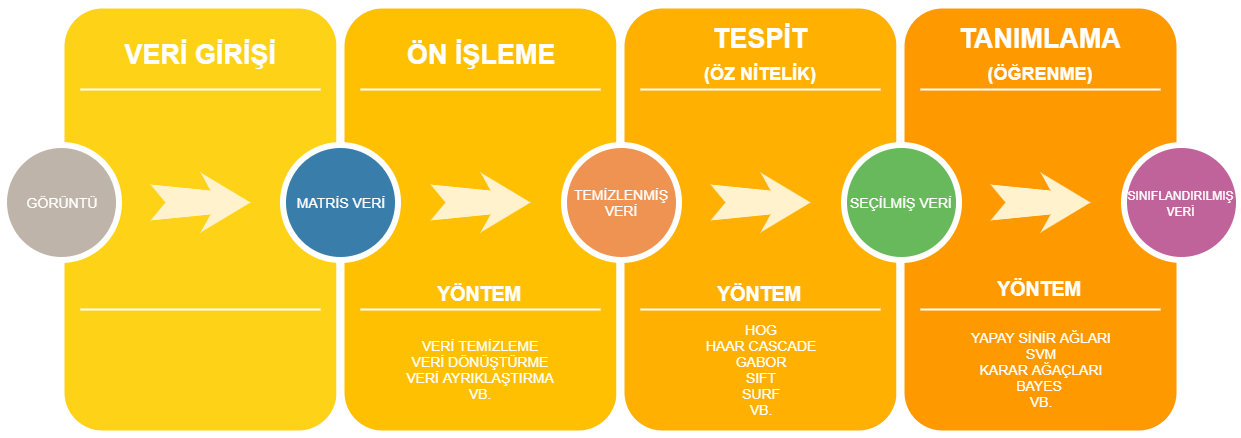 VERİ GİRİŞİ
ÖN İŞLEME
TESPİT
(ÖZ NİTELİK)
TANIMLAMA
(ÖĞRENME)
GÖRÜNTÜ
MATRİS VERİ
TEMİZLENMİŞ
VERİ
SEÇİLMİŞ VERİ
SINIFLANDIRILMIŞ
VERİ
YÖNTEM
VERİ TEMİZLEME
VERİ DÖNÜŞTÜRME
VERİ AYRIKLAŞTIRMA
VB.
YÖNTEM
HOG
HAAR CASCADE
GABOR
SIFT
SURF
VB.
YÖNTEM
YAPAY SİNİR AĞLARI
SVM
KARAR AĞAÇLARI
BAYES
VB.